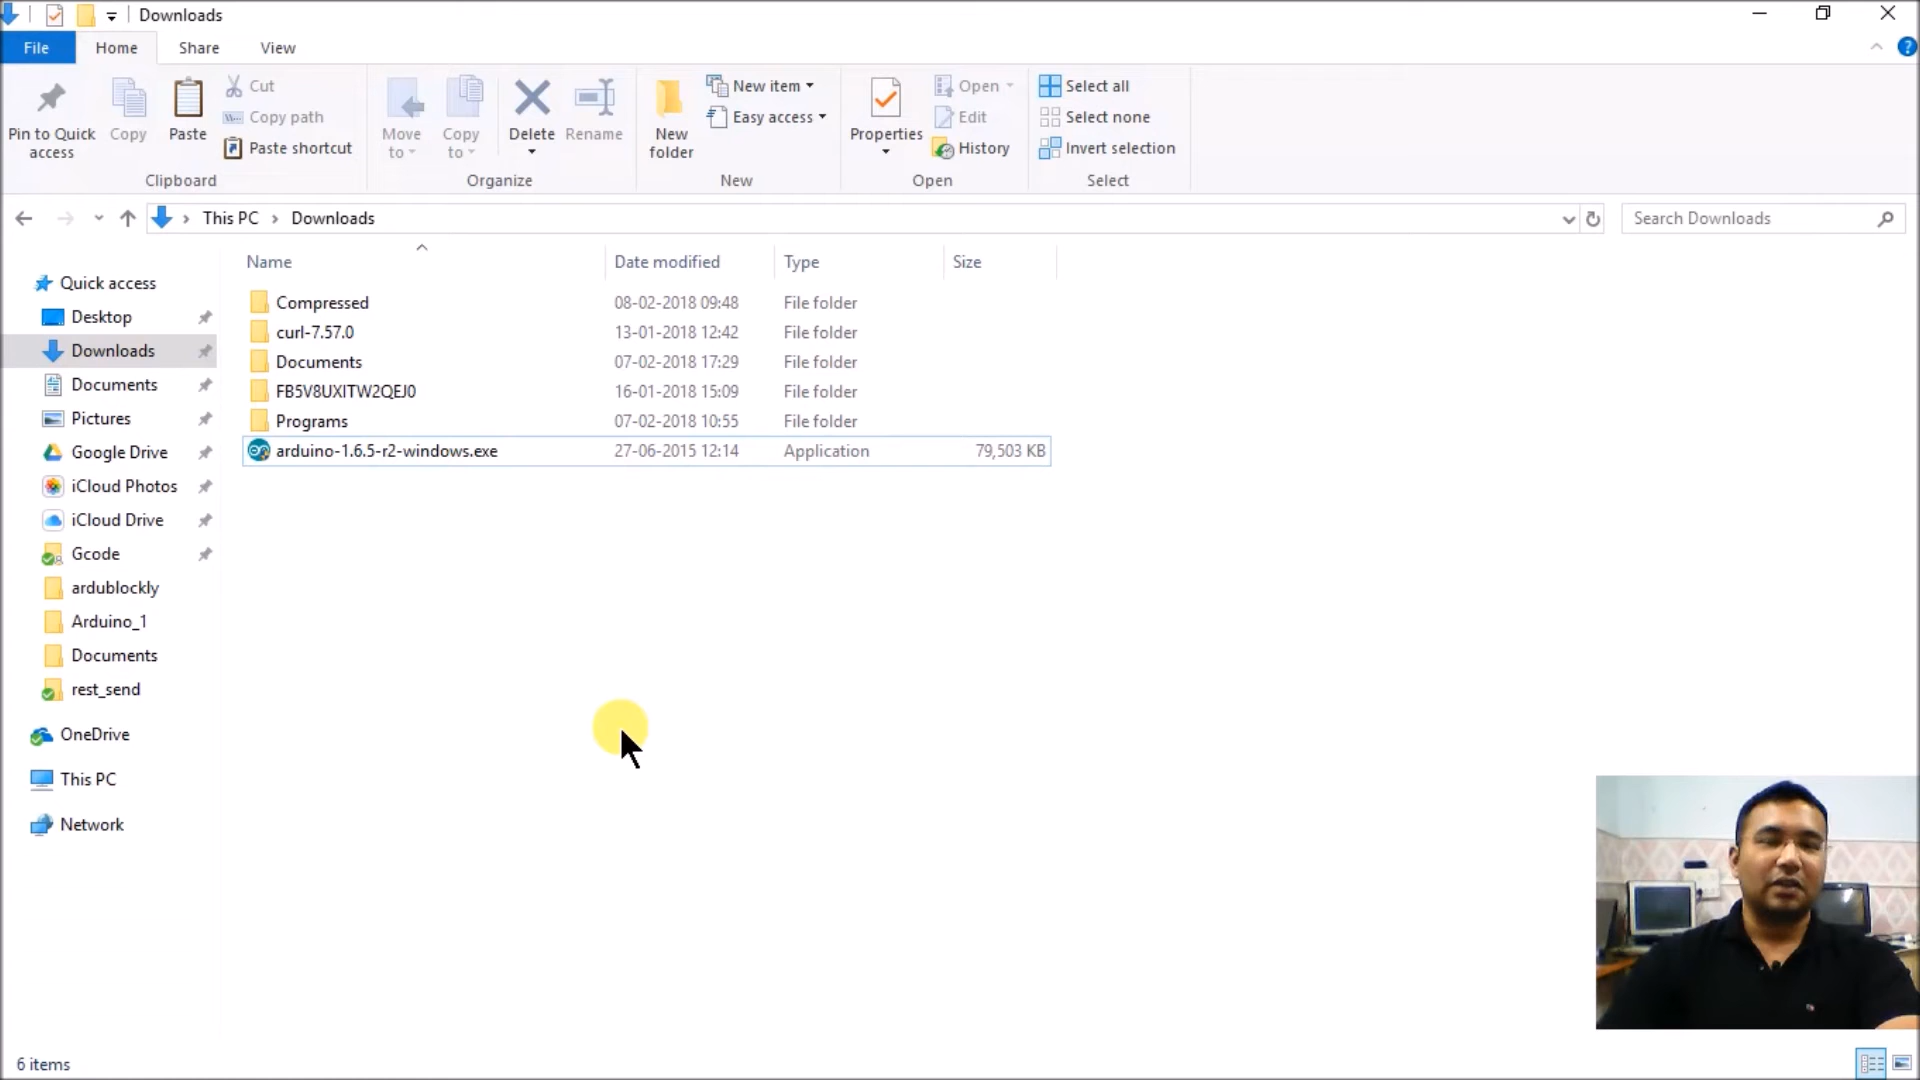 Downloads
File Home Share View
Pin to Quick access
Copy
Paste
Cut
Copy path
Paste shortcut
Clipboard
Move to
Copy to
Delete
Rename
Organize
New folder
New item
Easy access
New
Properties
Open
Edit
History
Open
Select all
Select none
Invert selection
Select
This PC > Downloads
Search Downloads
Name Date modified Type Size
Compressed 08-02-2018 09:48 File folder
curl-7.57.0 13-01-2018 12:42 File folder
Documents 07-02-2018 17:29 File folder
FB5V8UXITW2QEJ0 16-01-2018 15:09 File folder
Programs 07-02-2018 10:55 File folder
arduino-1.6.5-r2-windows.exe 27-06-2015 12:14 Application 79,503 KB
Quick access
Desktop
Downloads
Documents
Pictures
Google Drive
iCloud Photos
iCloud Drive
Gcode
ardublockly
Arduino_1
Documents
rest_send
OneDrive
This PC
Network
6 items